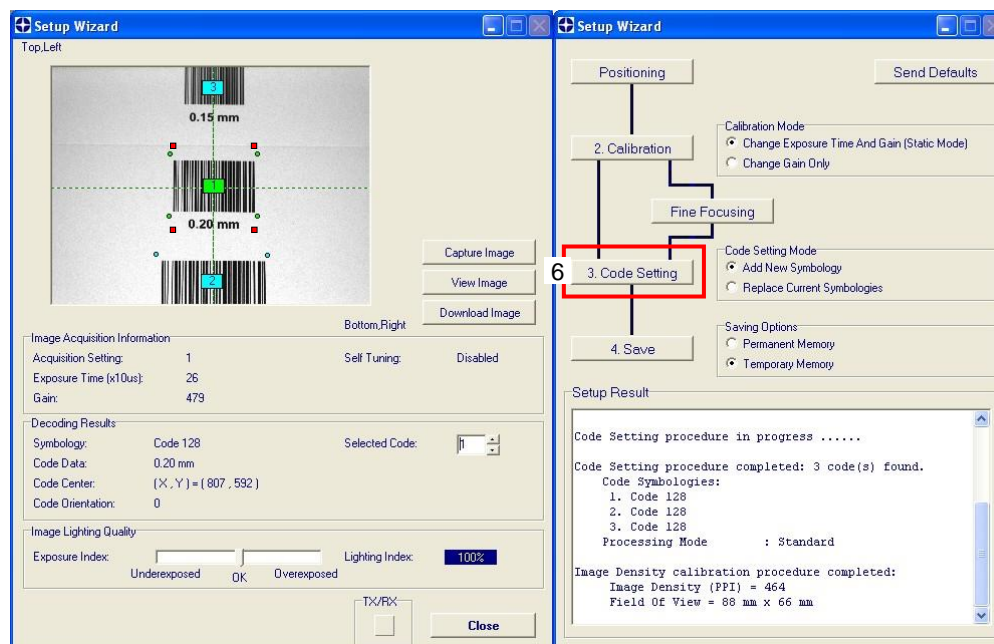 Setup Wizard
Top,Left
3
0.15 mm
1
0.20 mm
2
Capture Image
View Image
Download Image
Bottom,Right
Image Acquisition Information
Acquisition Setting: 1 Self Tuning: Disabled
Exposure Time (x10us): 26
Gain: 479
Decoding Results
Symbology: Code 128 Selected Code: 1
Code Data: 0.20 mm
Code Center: (X , Y) = ( 807 , 592 )
Code Orientation: 0
Image Lighting Quality
Exposure Index: Lighting Index: 100%
Underexposed OK Overexposed
TX/RX
Close
Setup Wizard
Positioning Send Defaults
Calibration Mode
2. Calibration
Change Exposure Time And Gain (Static Mode)
Change Gain Only
Fine Focusing
Code Setting Mode
6 3. Code Setting
Add New Symbology
Replace Current Symbologies
Saving Options
4. Save
Permanent Memory
Temporary Memory
Setup Result
Code Setting procedure in progress ......
Code Setting procedure completed: 3 code(s) found.
Code Symbologies:
1. Code 128
2. Code 128
3. Code 128
Processing Mode : Standard
Image Density calibration procedure completed:
Image Density (PPI) = 464
Field Of View = 88 mm x 66 mm